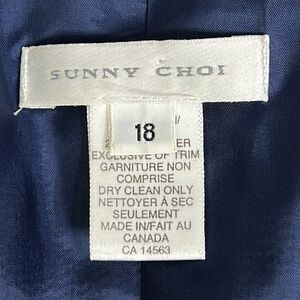 SUNNY CHOI
18
EXCLUSIVE OF TRIM
GARNITURE NON
COMPRISE
DRY CLEAN ONLY
NETTOYER À SEC
SEULEMENT
MADE IN/FAIT AU
CANADA
CA 14563